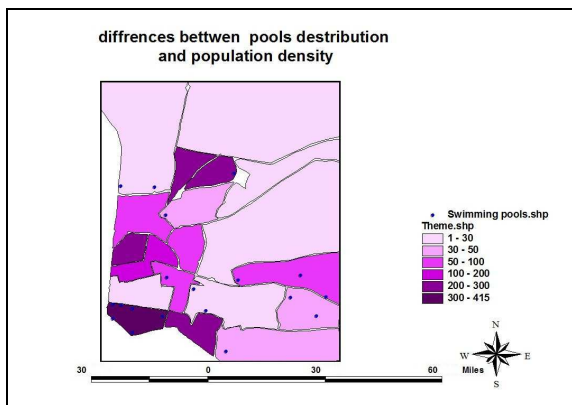 diffrences bettwen pools destribution
and population density
Swimming pools.shp
Theme.shp
1 - 30
30 - 50
50 - 100
100 - 200
200 - 300
300 - 415
N
W E
S
30 0 30 60
Miles